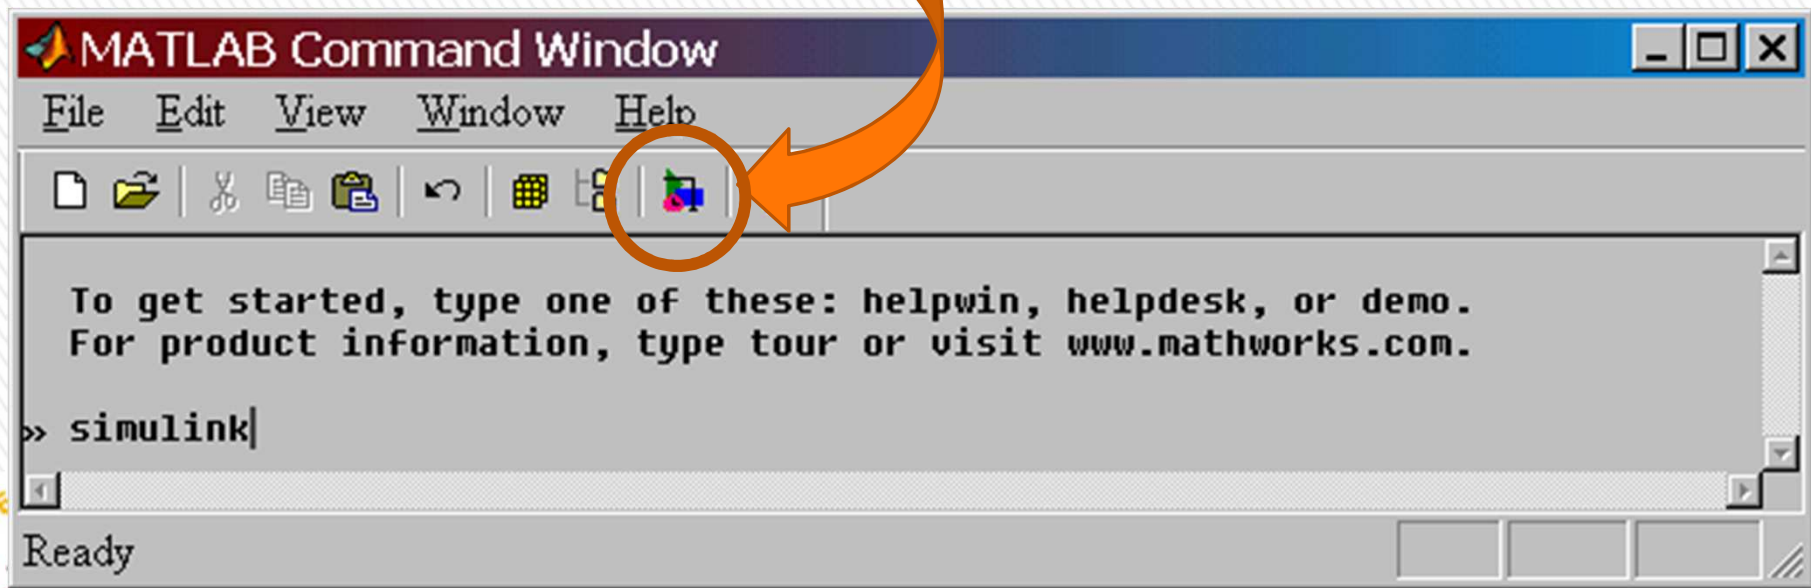 MATLAB Command Window
File Edit View Window Help
To get started, type one of these: helpwin, helpdesk, or demo.
For product information, type tour or visit www.mathworks.com.
» simulink
Ready